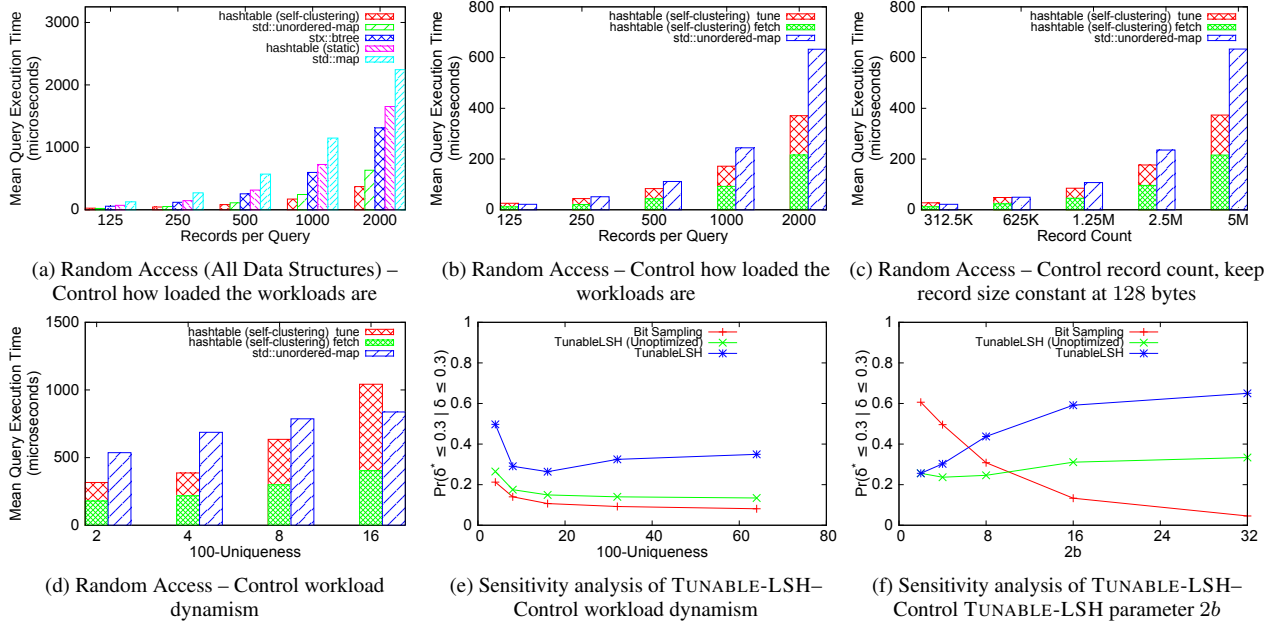 Mean Query Execution Time
(microseconds)
3000
2000
1000
0
hashtable (self-clustering)
std::unordered-map
stx::btree
hashtable (static)
std::map
125 250 500 1000 2000
Records per Query
(a) Random Access (All Data Structures) –
Control how loaded the workloads are
Mean Query Execution Time
(microseconds)
800
600
400
200
0
hashtable (self-clustering) tune
hashtable (self-clustering) fetch
std::unordered-map
125 250 500 1000 2000
Records per Query
(b) Random Access – Control how loaded the
workloads are
Mean Query Execution Time
(microseconds)
800
600
400
200
0
hashtable (self-clustering) tune
hashtable (self-clustering) fetch
std::unordered-map
312.5K 625K 1.25M 2.5M 5M
Record Count
(c) Random Access – Control record count, keep
record size constant at 128 bytes
Mean Query Execution Time
(microseconds)
1500
1000
500
0
hashtable (self-clustering) tune
hashtable (self-clustering) fetch
std::unordered-map
2 4 8 16
100-Uniqueness
(d) Random Access – Control workload
dynamism
Pr(δ* ≤ 0.3 | δ ≤ 0.3)
1
0.8
0.6
0.4
0.2
0
Bit Sampling
TunableLSH (Unoptimized)
TunableLSH
0 20 40 60 80
100-Uniqueness
(e) Sensitivity analysis of TUNABLE-LSH–
Control workload dynamism
Pr(δ* ≤ 0.3 | δ ≤ 0.3)
1
0.8
0.6
0.4
0.2
0
Bit Sampling
TunableLSH (Unoptimized)
TunableLSH
0 8 16 24 32
2b
(f) Sensitivity analysis of TUNABLE-LSH–
Control TUNABLE-LSH parameter 2b